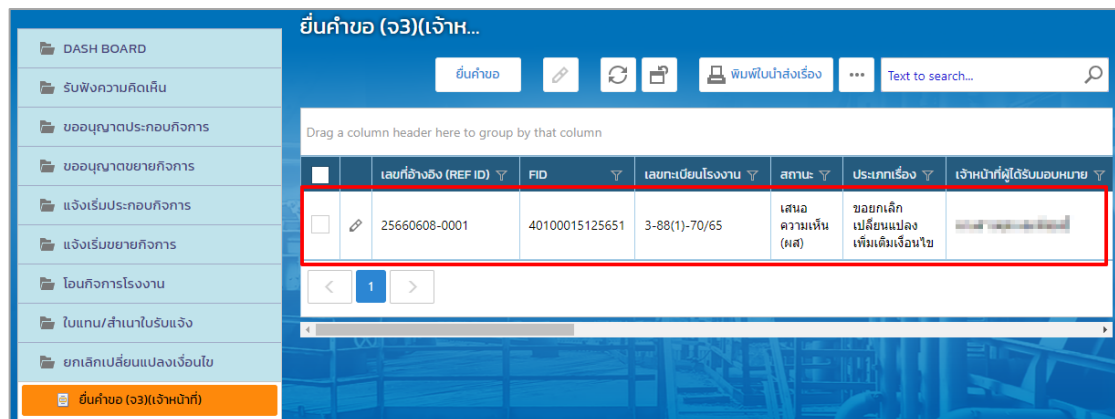 ยื่นคำขอ (จ3)(เจ้าห...
DASH BOARD
รับฟังความคิดเห็น
ขออนุญาตประกอบกิจการ
ขออนุญาตขยายกิจการ
แจ้งเริ่มประกอบกิจการ
แจ้งเริ่มขยายกิจการ
โอนกิจการโรงงาน
ใบแทน/สำเนาใบรับแจ้ง
ยกเลิกเปลี่ยนแปลงเงื่อนไข
ยื่นคำขอ (จ3)(เจ้าหน้าที่)
ยื่นคำขอ พิมพ์ใบนำส่งเรื่อง ... Text to search...
Drag a column header here to group by that column
เลขที่อ้างอิง (REF ID) FID เลขทะเบียนโรงงาน สถานะ ประเภทเรื่อง เจ้าหน้าที่ผู้ได้รับมอบหมาย
25660608-0001 40100015125651 3-88(1)-70/65
เสนอ
ความเห็น
(ผส)
ขอยกเลิก
เปลี่ยนแปลง
เพิ่มเติมเงื่อนไข
1